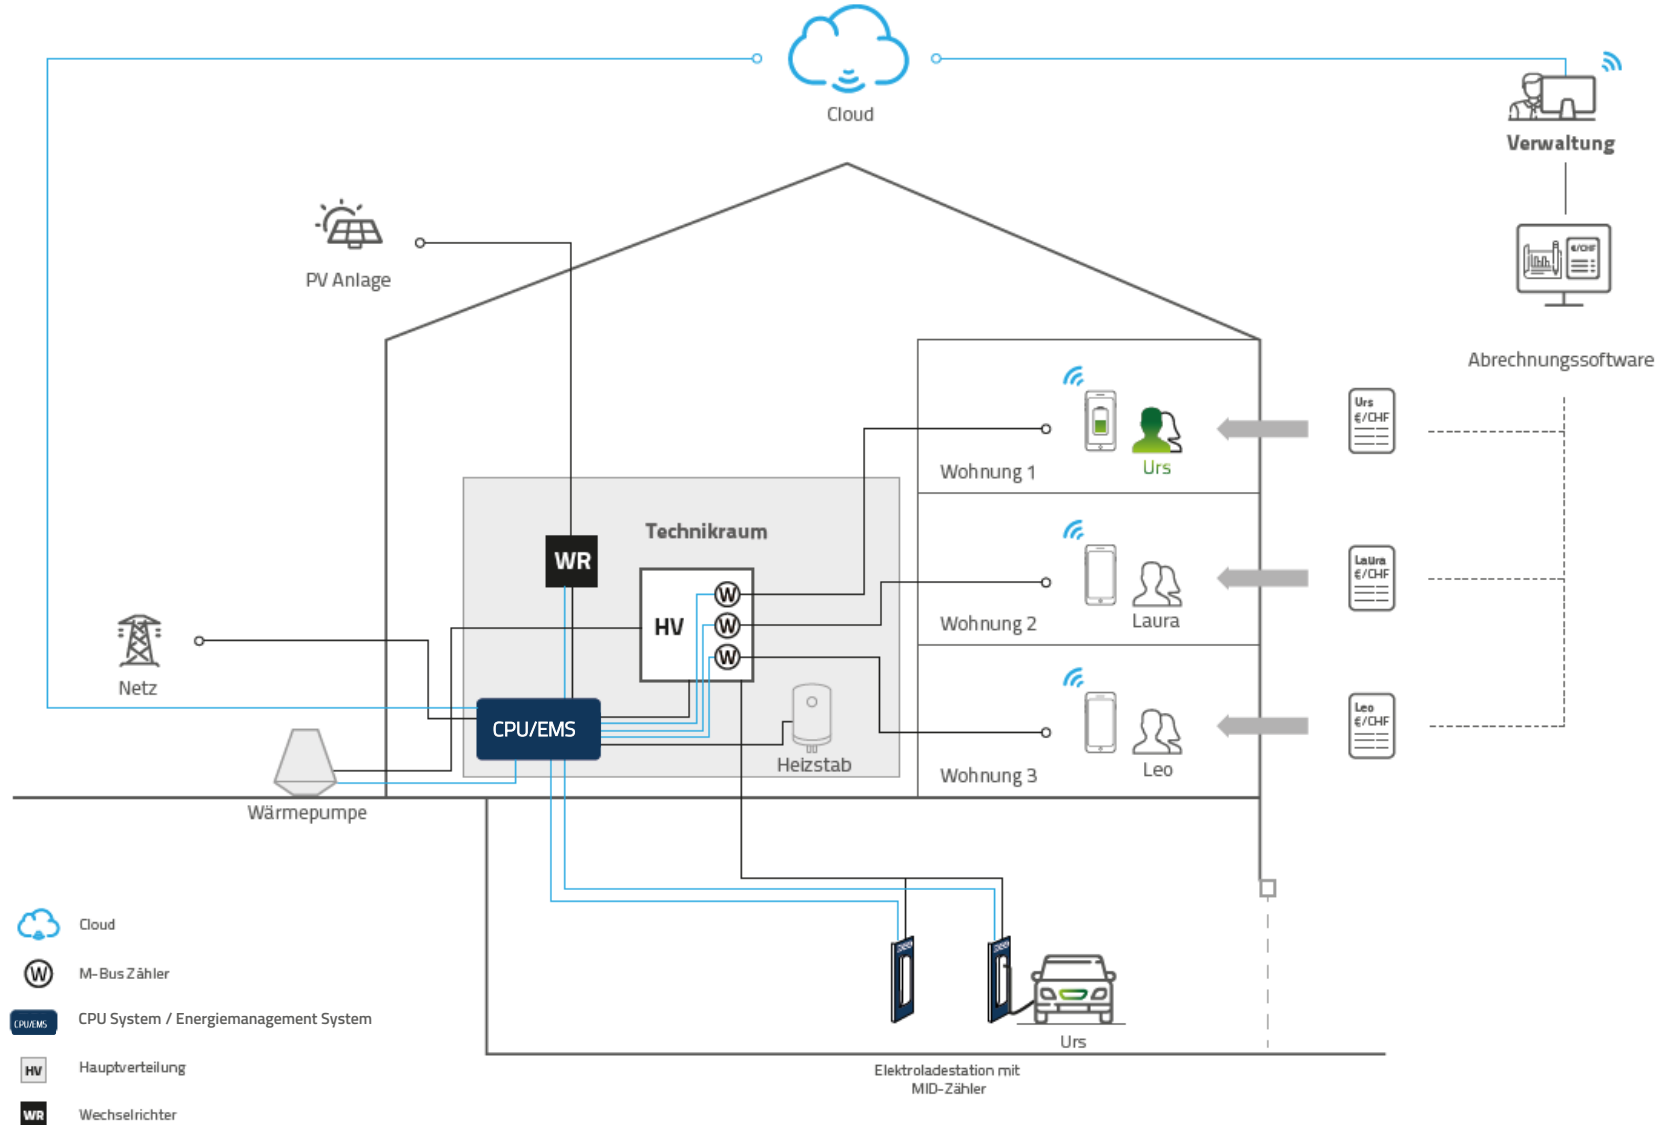 Cloud
Verwaltung
PV Anlage
€/CHF
Abrechnungssoftware
Urs
€/CHF
Wohnung 1
Urs
Technikraum
WR
Laura
€/CHF
W
HV
W
Wohnung 2
Laura
W
Netz
Leo
€/CHF
CPU/EMS
Heizstab
Wohnung 3
Leo
Wärmepumpe
Cloud
W
M-Bus Zähler
CPU/EMS
CPU System / Energiemanagement System
Urs
HV
Hauptverteilung
Elektroladestation mit
MID-Zähler
WR
Wechselrichter